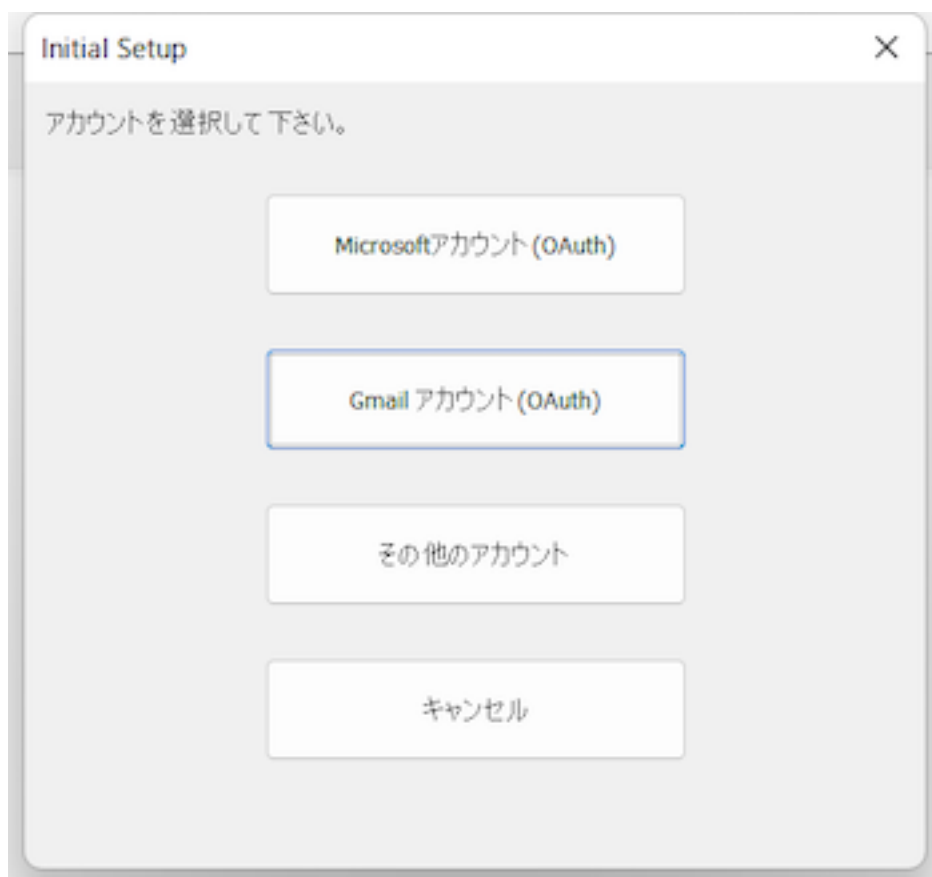 Initial Setup
アカウントを選択して下さい。
Microsoftアカウント(OAuth)
Gmail アカウント(OAuth)
その他のアカウント
キャンセル